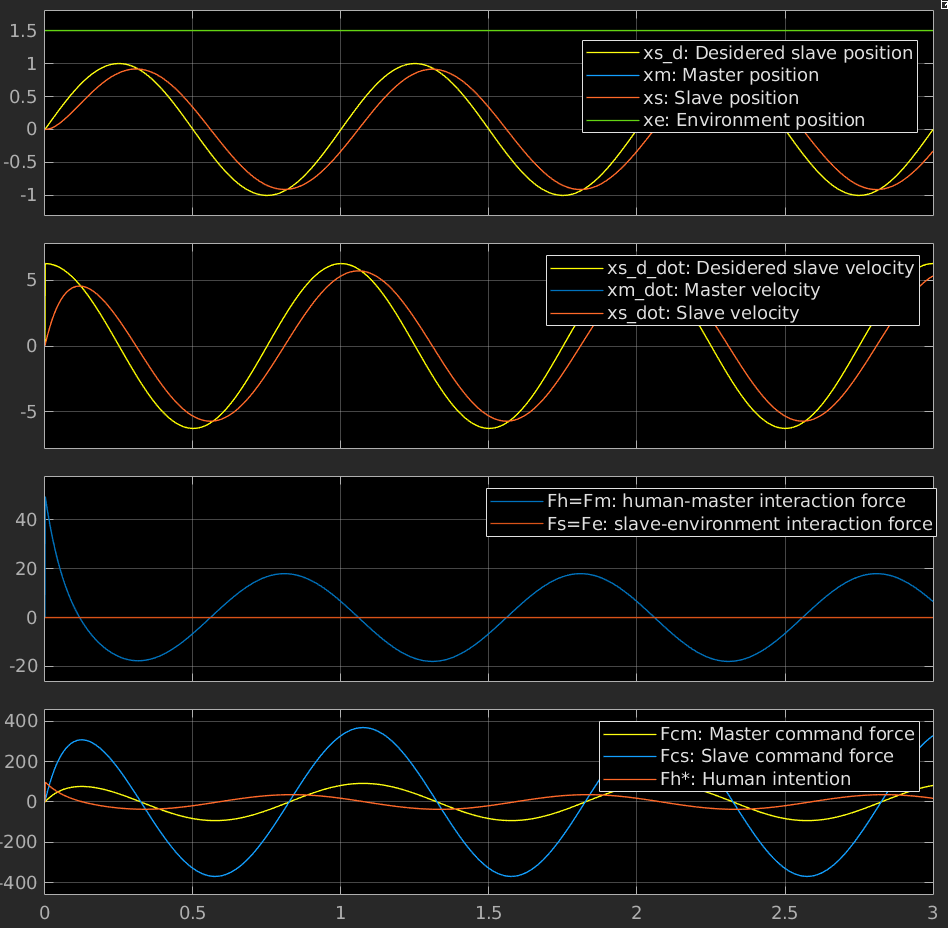 1.5
1
0.5
0
-0.5
-1
xs_d: Desidered slave position
xm: Master position
xs: Slave position
xe: Environment position
5
0
-5
xs_d_dot: Desidered slave velocity
xm_dot: Master velocity
xs_dot: Slave velocity
40
20
0
-20
Fh=Fm: human-master interaction force
Fs=Fe: slave-environment interaction force
400
200
0
-200
-400
Fcm: Master command force
Fcs: Slave command force
Fh*: Human intention
0 0.5 1 1.5 2 2.5 3